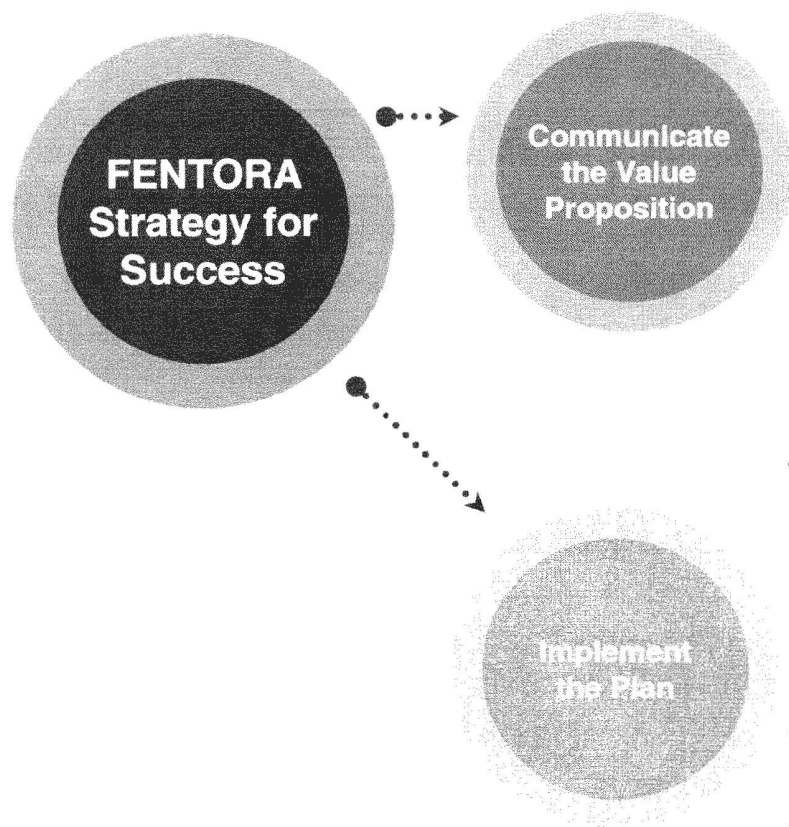 FENTORA
Strategy for
Success
Communicate
the Value
Proposition
Implement
the Plan